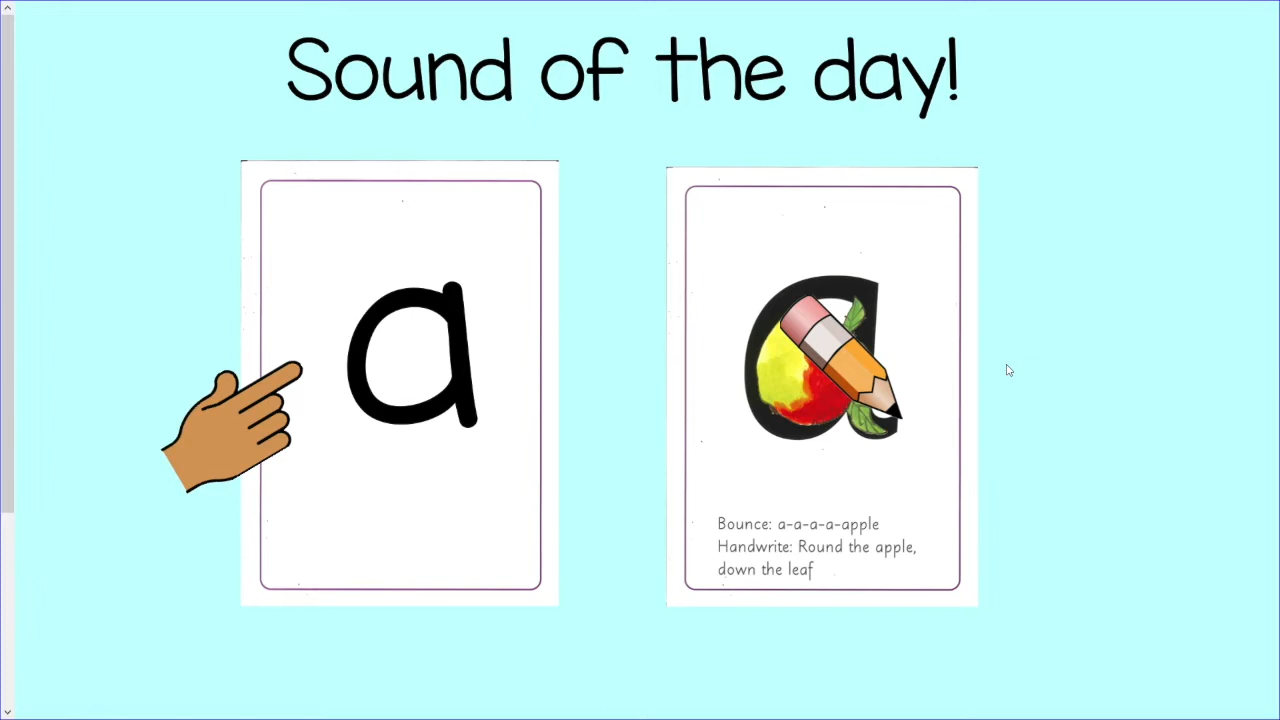 Sound of the day!
a
a
Bounce: a-a-a-a-apple
Handwrite: Round the apple,
down the leaf